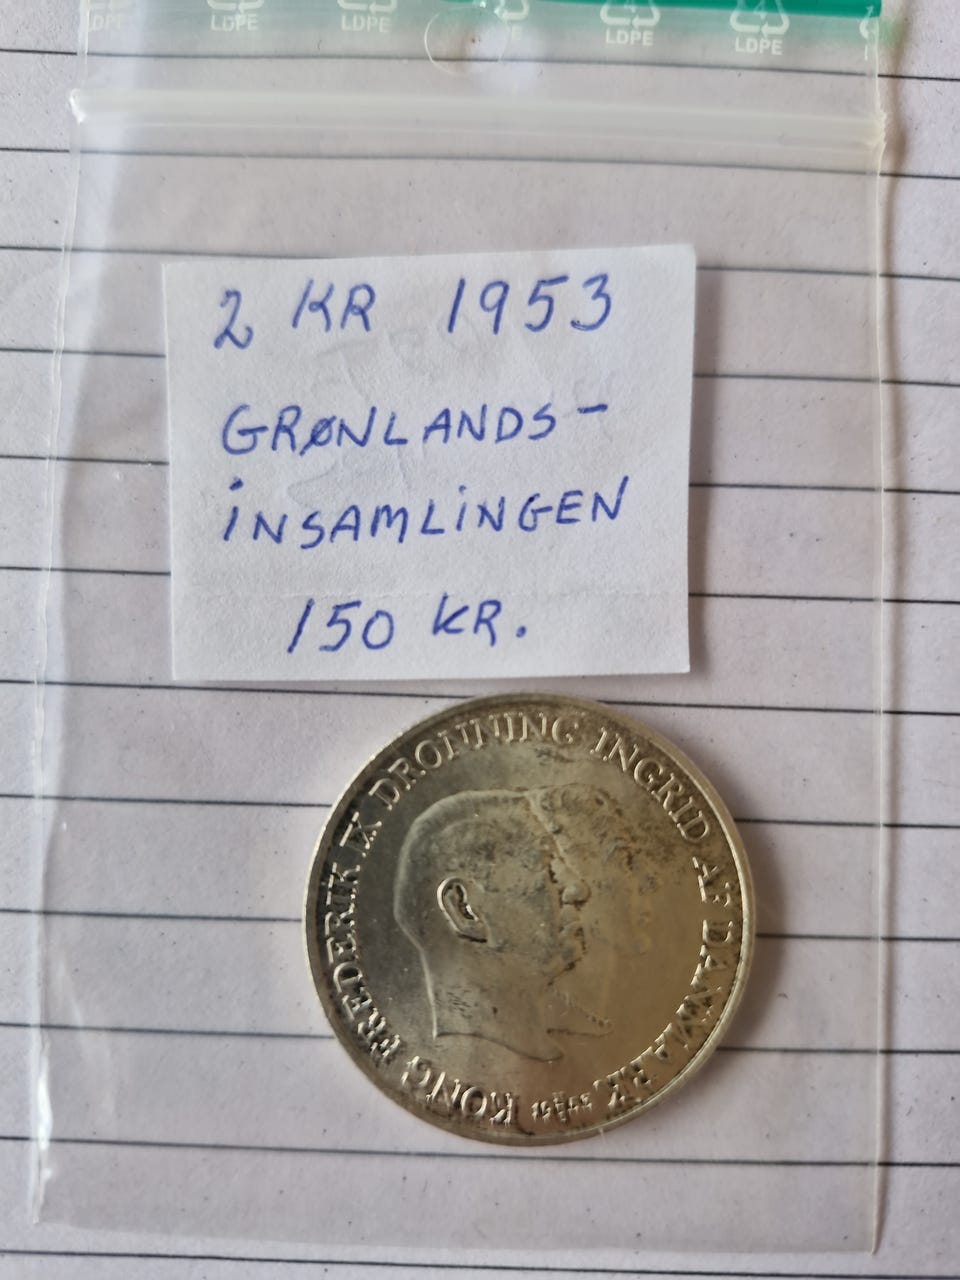 LDPE
LDPE
LDPE
LDPE
LDPE
LDPE
2 KR 1953
GRØNLANDS-
INSAMLINGEN
150 KR.
KONG FREDERIK IX DRONNING INGRID AF DANMARK